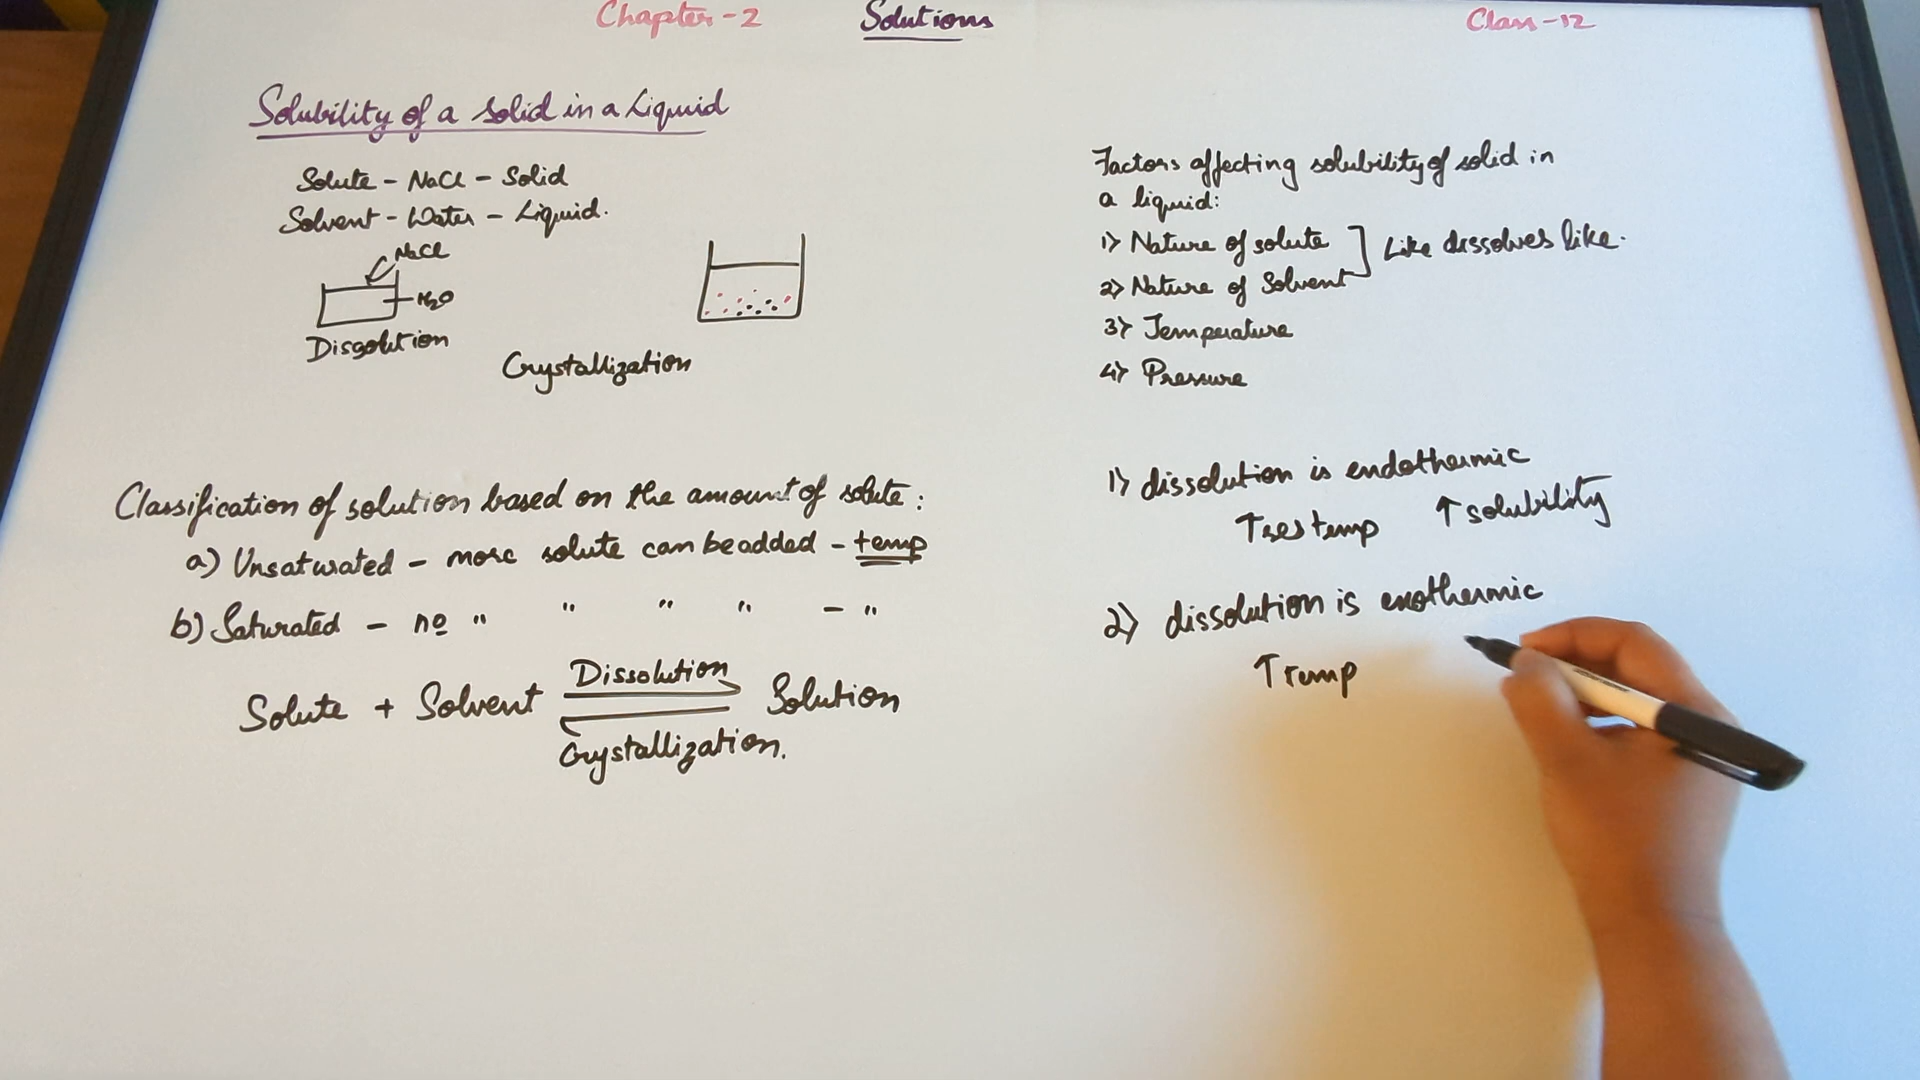 Chapter-2 Solutions Class-12
Solubility of a solid in a Liquid
Solute - NaCl - Solid
Solvent - Water - Liquid.
NaCl
H2O
Dissolution
Crystallization
Classification of solution based on the amount of solute:
a) Unsaturated - more solute can be added - temp
b) Saturated - no " " " " - "
Solute + Solvent Dissolution Solution
Crystallization.
Factors affecting solubility of solid in
a liquid:
1) Nature of solute
2) Nature of Solvent
Like dissolves like.
3) Temperature
4) Pressure
1) dissolution is endothermic
↑ses temp ↑ solubility
2) dissolution is exothermic
↑ Temp